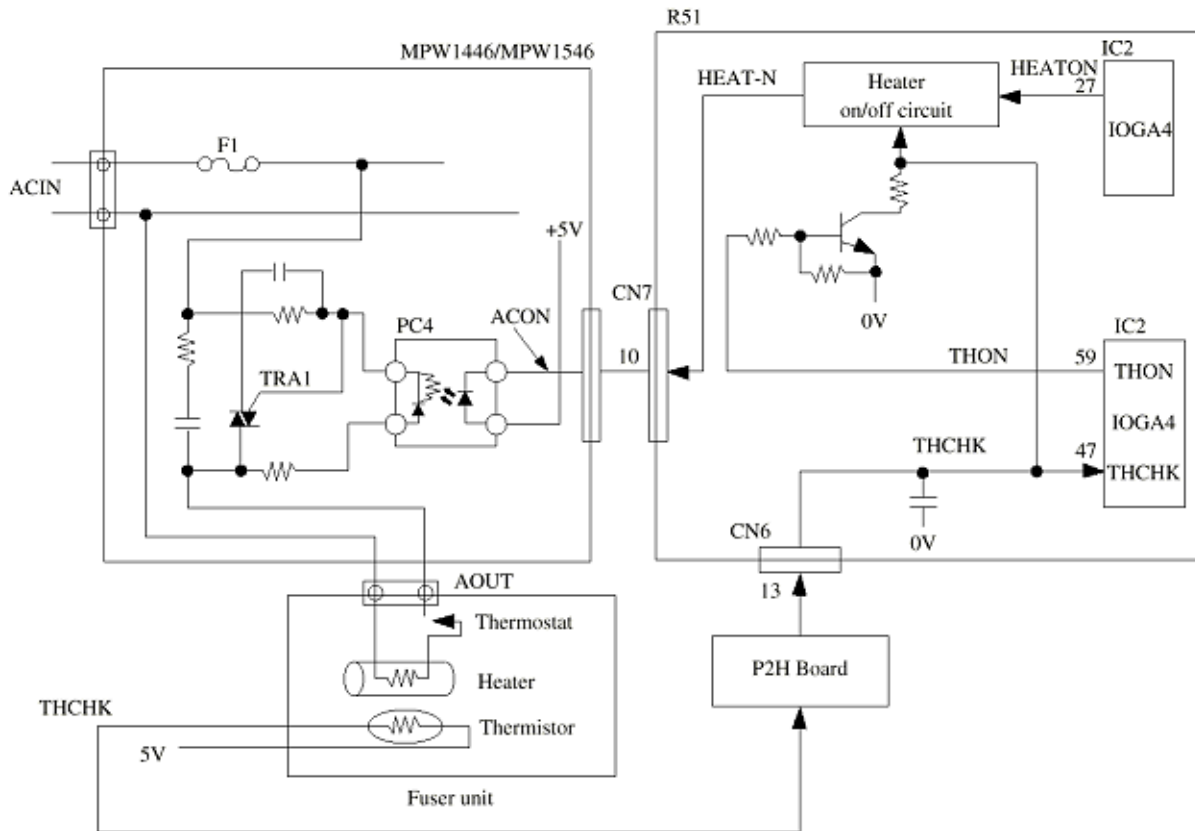 R51
MPW1446/MPW1546
IC2
HEAT-N
Heater
on/off circuit
HEATON
27
IOGA4
F1
ACIN
+5V
CN7
0V
ACON
PC4
10
IC2
THON
59
THON
TRA1
IOGA4
THCHK
47
THCHK
CN6
0V
13
AOUT
Thermostat
P2H Board
Heater
THCHK
Thermistor
5V
Fuser unit